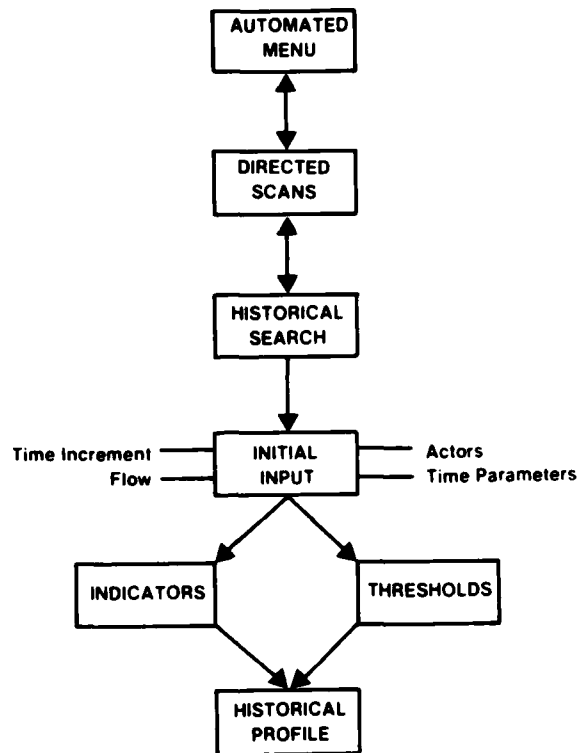 AUTOMATED
MENU
DIRECTED
SCANS
HISTORICAL
SEARCH
Time Increment
Flow
INITIAL
INPUT
Actors
Time Parameters
INDICATORS
THRESHOLDS
HISTORICAL
PROFILE